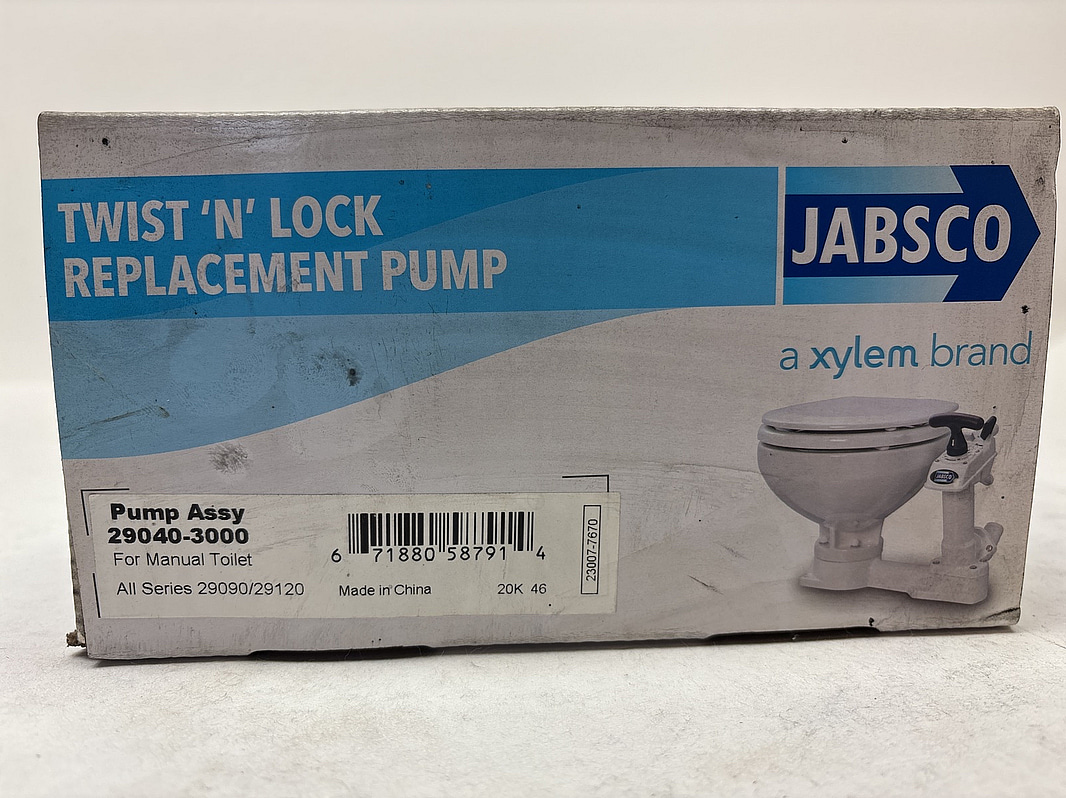 TWIST ‘N’ LOCK
REPLACEMENT PUMP
JABSCO
a xylem brand
Pump Assy
29040-3000
For Manual Toilet
All Series 29090/29120
6 71880 58791 4
Made in China
20K 46
23007-7670
JABSCO